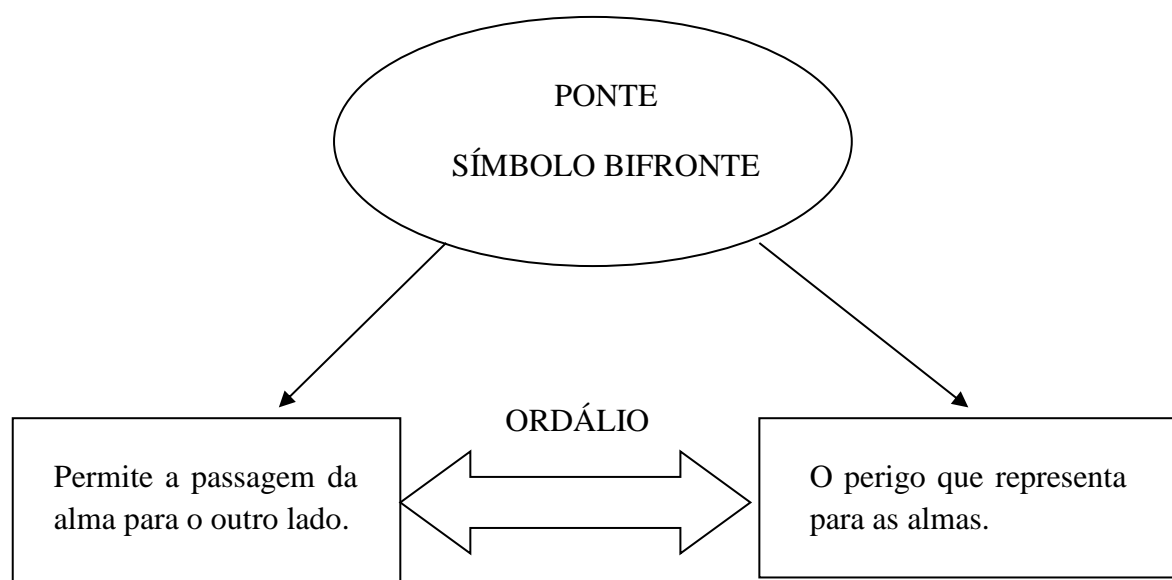 PONTE
SÍMBOLO BIFRONTE
ORDÁLIO
Permite a passagem da
alma para o outro lado.
O perigo que representa
para as almas.